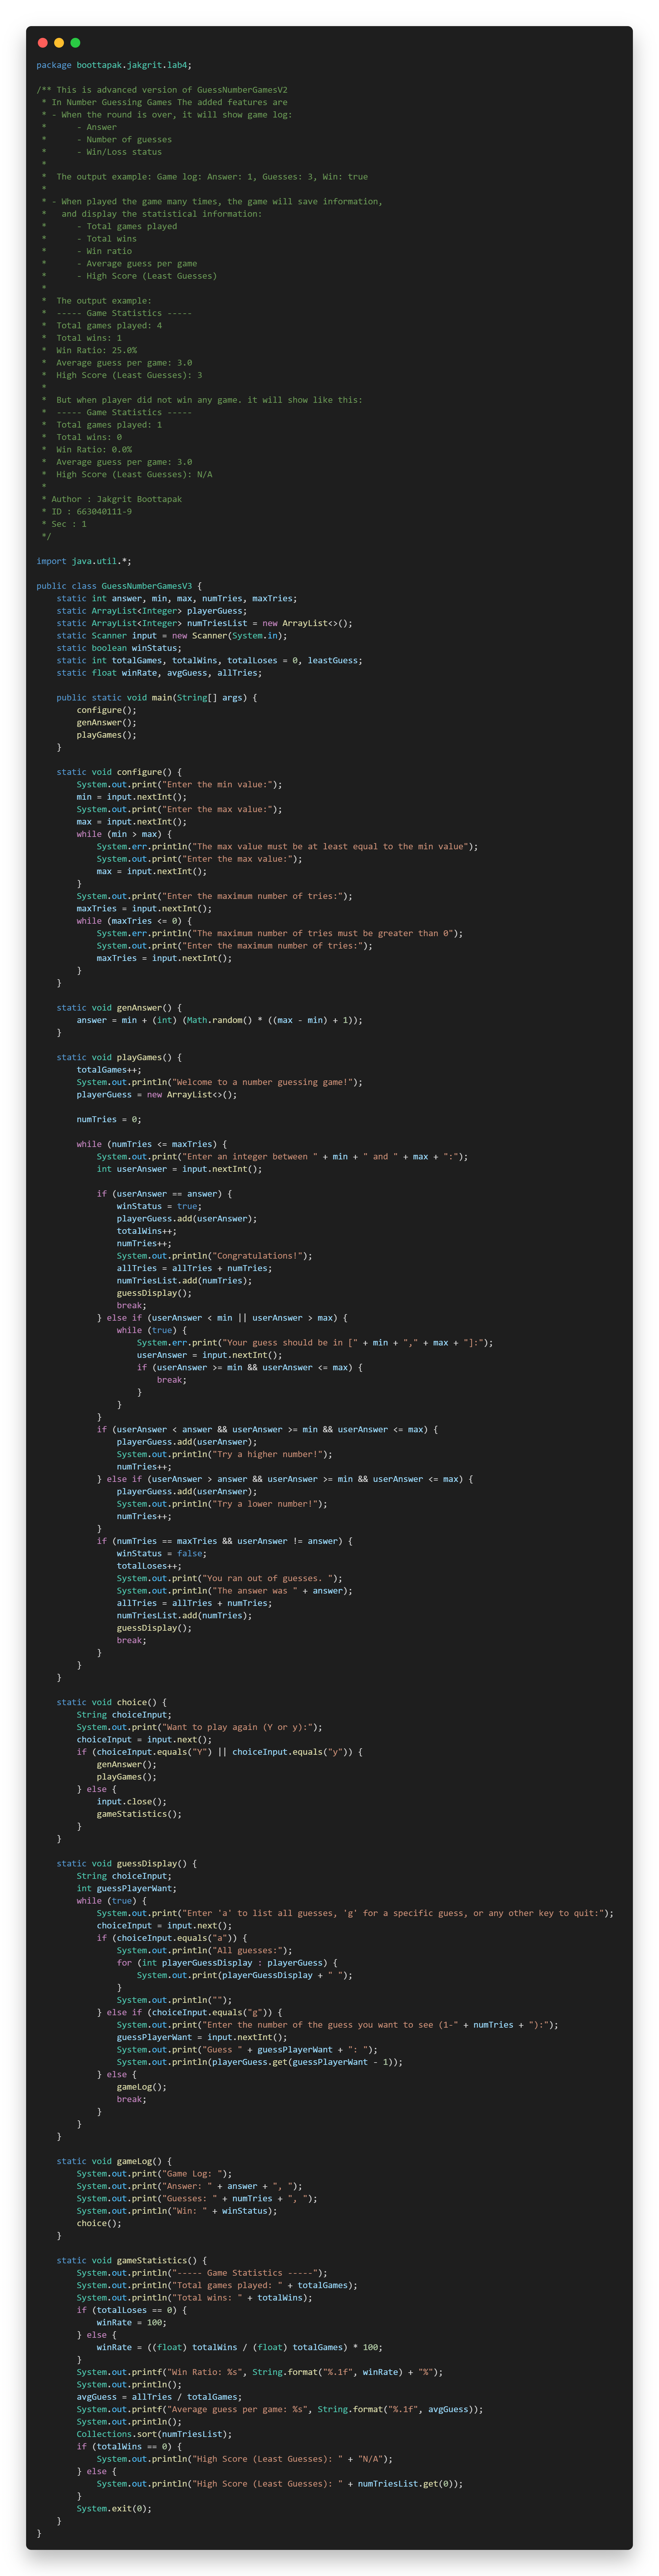 package boottapak.jakgrit.lab4;

/** This is advanced version of GuessNumberGamesV2
 * In Number Guessing Games The added features are
 * - When the round is over, it will show game log:
 *      - Answer
 *      - Number of guesses
 *      - Win/Loss status
 *
 *  The output example: Game log: Answer: 1, Guesses: 3, Win: true
 *
 * - When played the game many times, the game will save information,
 *   and display the statistical information:
 *      - Total games played
 *      - Total wins
 *      - Win ratio
 *      - Average guess per game
 *      - High Score (Least Guesses)
 *
 *  The output example:
 *  ----- Game Statistics -----
 *  Total games played: 4
 *  Total wins: 1
 *  Win Ratio: 25.0%
 *  Average guess per game: 3.0
 *  High Score (Least Guesses): 3
 *
 *  But when player did not win any game. it will show like this:
 *  ----- Game Statistics -----
 *  Total games played: 1
 *  Total wins: 0
 *  Win Ratio: 0.0%
 *  Average guess per game: 3.0
 *  High Score (Least Guesses): N/A
 *
 * Author : Jakgrit Boottapak
 * ID : 663040111-9
 * Sec : 1
 */

import java.util.*;

public class GuessNumberGamesV3 {
    static int answer, min, max, numTries, maxTries;
    static ArrayList<Integer> playerGuess;
    static ArrayList<Integer> numTriesList = new ArrayList<>();
    static Scanner input = new Scanner(System.in);
    static boolean winStatus;
    static int totalGames, totalWins, totalLoses = 0, leastGuess;
    static float winRate, avgGuess, allTries;

    public static void main(String[] args) {
        configure();
        genAnswer();
        playGames();
    }

    static void configure() {
        System.out.print("Enter the min value:");
        min = input.nextInt();
        System.out.print("Enter the max value:");
        max = input.nextInt();
        while (min > max) {
            System.err.println("The max value must be at least equal to the min value");
            System.out.print("Enter the max value:");
            max = input.nextInt();
        }
        System.out.print("Enter the maximum number of tries:");
        maxTries = input.nextInt();
        while (maxTries <= 0) {
            System.err.println("The maximum number of tries must be greater than 0");
            System.out.print("Enter the maximum number of tries:");
            maxTries = input.nextInt();
        }
    }

    static void genAnswer() {
        answer = min + (int) (Math.random() * ((max - min) + 1));
    }

    static void playGames() {
        totalGames++;
        System.out.println("Welcome to a number guessing game!");
        playerGuess = new ArrayList<>();

        numTries = 0;

        while (numTries <= maxTries) {
            System.out.print("Enter an integer between " + min + " and " + max + ":");
            int userAnswer = input.nextInt();

            if (userAnswer == answer) {
                winStatus = true;
                playerGuess.add(userAnswer);
                totalWins++;
                numTries++;
                System.out.println("Congratulations!");
                allTries = allTries + numTries;
                numTriesList.add(numTries);
                guessDisplay();
                break;
            } else if (userAnswer < min || userAnswer > max) {
                while (true) {
                    System.err.print("Your guess should be in [" + min + "," + max + "]:");
                    userAnswer = input.nextInt();
                    if (userAnswer >= min && userAnswer <= max) {
                        break;
                    }
                }
            }
            if (userAnswer < answer && userAnswer >= min && userAnswer <= max) {
                playerGuess.add(userAnswer);
                System.out.println("Try a higher number!");
                numTries++;
            } else if (userAnswer > answer && userAnswer >= min && userAnswer <= max) {
                playerGuess.add(userAnswer);
                System.out.println("Try a lower number!");
                numTries++;
            }
            if (numTries == maxTries && userAnswer != answer) {
                winStatus = false;
                totalLoses++;
                System.out.print("You ran out of guesses. ");
                System.out.println("The answer was " + answer);
                allTries = allTries + numTries;
                numTriesList.add(numTries);
                guessDisplay();
                break;
            }
        }
    }

    static void choice() {
        String choiceInput;
        System.out.print("Want to play again (Y or y):");
        choiceInput = input.next();
        if (choiceInput.equals("Y") || choiceInput.equals("y")) {
            genAnswer();
            playGames();
        } else {
            input.close();
            gameStatistics();
        }
    }

    static void guessDisplay() {
        String choiceInput;
        int guessPlayerWant;
        while (true) {
            System.out.print("Enter 'a' to list all guesses, 'g' for a specific guess, or any other key to quit:");
            choiceInput = input.next();
            if (choiceInput.equals("a")) {
                System.out.println("All guesses:");
                for (int playerGuessDisplay : playerGuess) {
                    System.out.print(playerGuessDisplay + " ");
                }
                System.out.println("");
            } else if (choiceInput.equals("g")) {
                System.out.print("Enter the number of the guess you want to see (1-" + numTries + "):");
                guessPlayerWant = input.nextInt();
                System.out.print("Guess " + guessPlayerWant + ": ");
                System.out.println(playerGuess.get(guessPlayerWant - 1));
            } else {
                gameLog();
                break;
            }
        }
    }

    static void gameLog() {
        System.out.print("Game Log: ");
        System.out.print("Answer: " + answer + ", ");
        System.out.print("Guesses: " + numTries + ", ");
        System.out.println("Win: " + winStatus);
        choice();
    }

    static void gameStatistics() {
        System.out.println("----- Game Statistics -----");
        System.out.println("Total games played: " + totalGames);
        System.out.println("Total wins: " + totalWins);
        if (totalLoses == 0) {
            winRate = 100;
        } else {
            winRate = ((float) totalWins / (float) totalGames) * 100;
        }
        System.out.printf("Win Ratio: %s", String.format("%.1f", winRate) + "%");
        System.out.println();
        avgGuess = allTries / totalGames;
        System.out.printf("Average guess per game: %s", String.format("%.1f", avgGuess));
        System.out.println();
        Collections.sort(numTriesList);
        if (totalWins == 0) {
            System.out.println("High Score (Least Guesses): " + "N/A");
        } else {
            System.out.println("High Score (Least Guesses): " + numTriesList.get(0));
        }
        System.exit(0);
    }
}